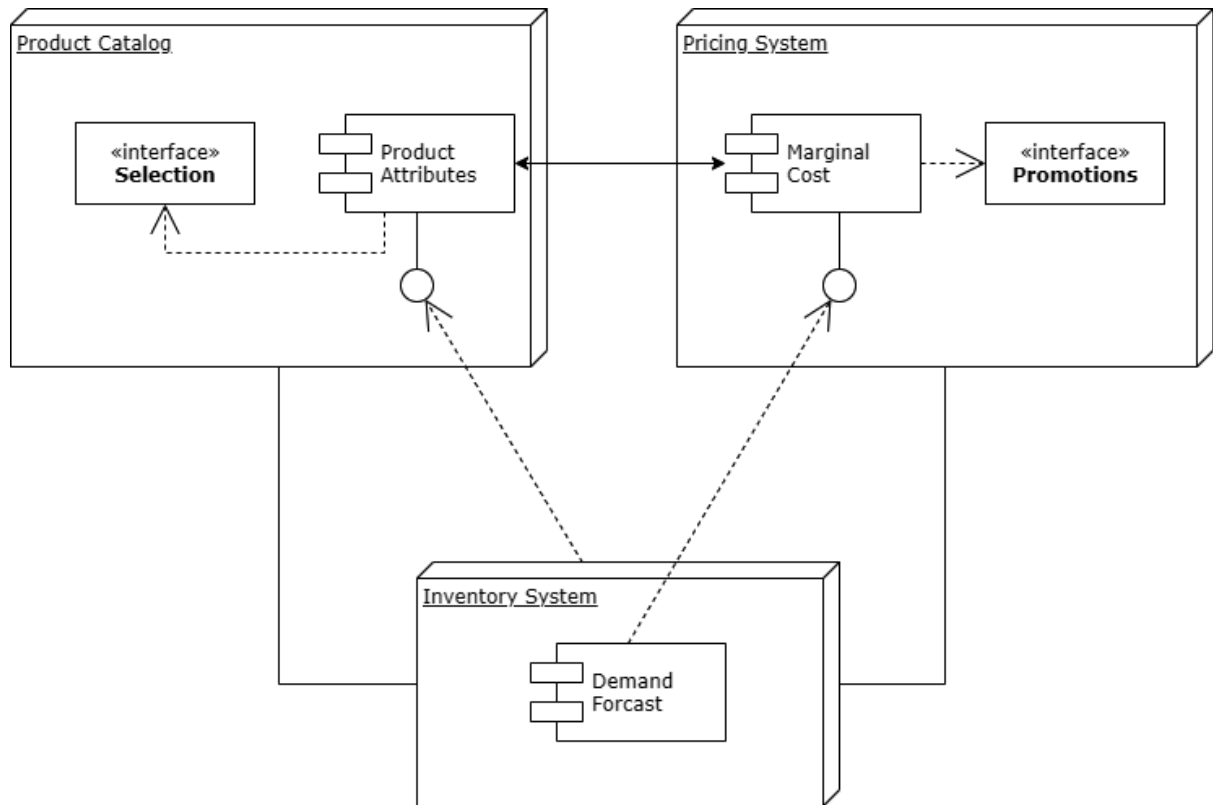 Product Catalog
Pricing System
«interface»
Selection
Product
Attributes
Marginal
Cost
«interface»
Promotions
Inventory System
Demand
Forcast